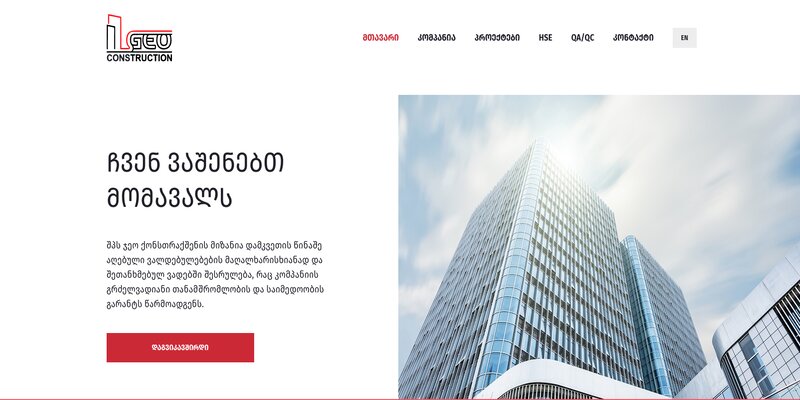 GEO
CONSTRUCTION
მთავარი კომპანია პროექტები HSE QA/QC კონტაქტი EN
ჩვენ ვაშენებთ
მომავალს
შპს ჯეო ქონსთრაქშენის მიზანია დამკვეთის წინაშე
აღებული ვალდებულებების მაღალხარისხიანად და
შეთანხმებულ ვადებში შესრულება, რაც კომპანიის
გრძელვადიანი თანამშრომლობის და საიმედოობის
გარანტს წარმოადგენს.
დაგვიკავშირდი